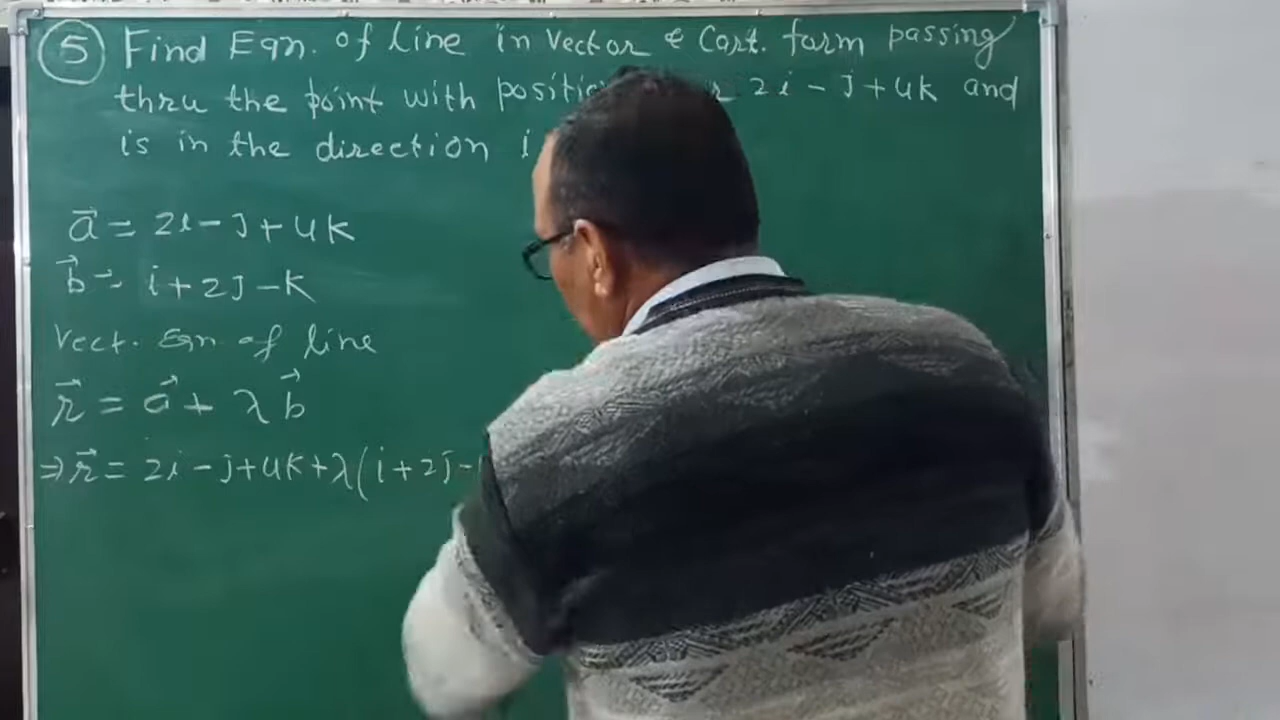 5 Find Eqn. of line in Vector & Cart. form passing
thru the point with 2i - j + 4k and
is in the direction i
a⃗ = 2i - j + 4k
b⃗ = i + 2j - k
Vect. Eqn of line
r⃗ = a⃗ + λ b⃗
⇒ r⃗ = 2i - j + 4k + λ(i + 2j -